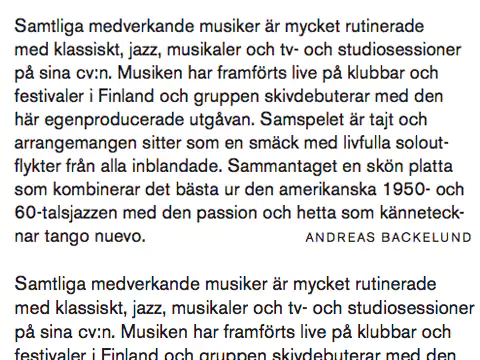 Samtliga medverkande musiker är mycket rutinerade
med klassiskt, jazz, musikaler och tv- och studiosessioner
på sina cv:n. Musiken har framförts live på klubbar och
festivaler i Finland och gruppen skivdebuterar med den
här egenproducerade utgåvan. Samspelet är tajt och
arrangemangen sitter som en smäck med livfulla solout-
flykter från alla inblandade. Sammantaget en skön platta
som kombinerar det bästa ur den amerikanska 1950- och
60-talsjazzen med den passion och hetta som känneteck-
nar tango nuevo. ANDREAS BACKELUND
Samtliga medverkande musiker är mycket rutinerade
med klassiskt, jazz, musikaler och tv- och studiosessioner
på sina cv:n. Musiken har framförts live på klubbar och
festivaler i Finland och gruppen skivdebuterar med den